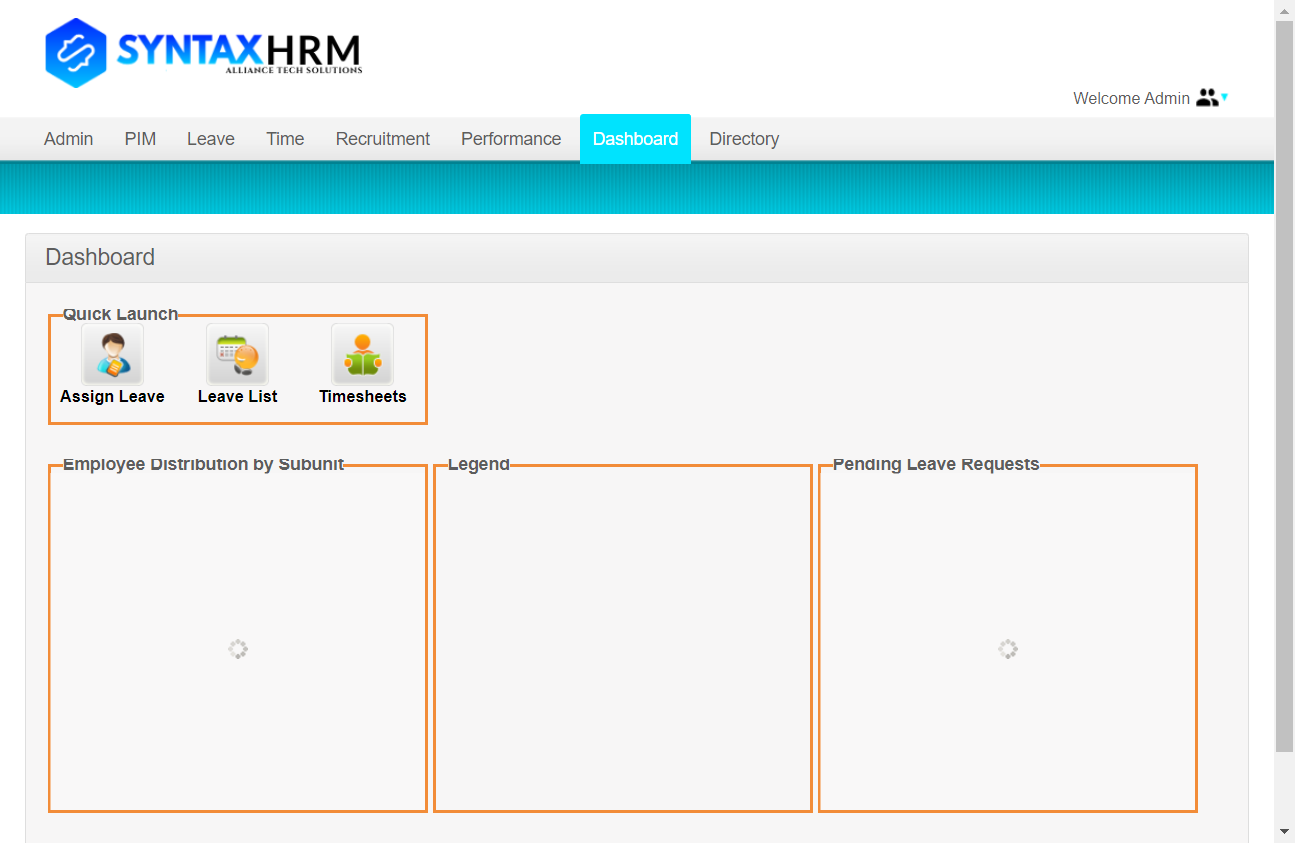 SYNTAXHRM
ALLIANCE TECH SOLUTIONS
Welcome Admin
Admin PIM Leave Time Recruitment Performance Dashboard Directory
Dashboard
Quick Launch
Assign Leave Leave List Timesheets
Employee Distribution by Subunit Legend Pending Leave Requests